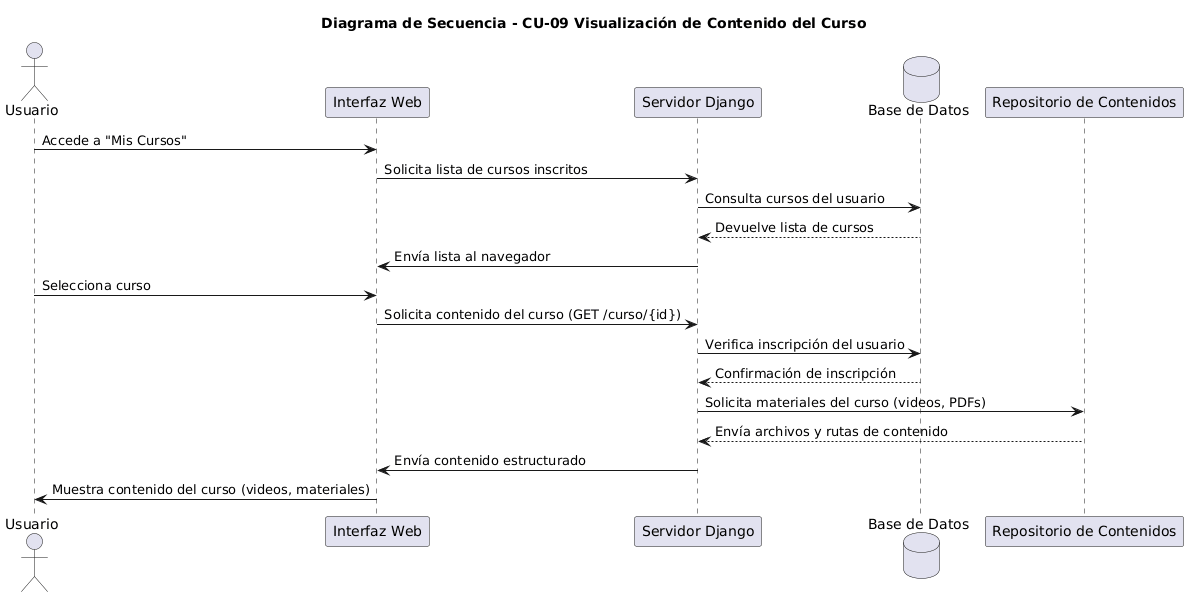 Diagrama de Secuencia - CU-09 Visualización de Contenido del Curso
Usuario
Interfaz Web
Servidor Django
Base de Datos
Repositorio de Contenidos
Accede a "Mis Cursos"
Solicita lista de cursos inscritos
Consulta cursos del usuario
Devuelve lista de cursos
Envía lista al navegador
Selecciona curso
Solicita contenido del curso (GET /curso/{id})
Verifica inscripción del usuario
Confirmación de inscripción
Solicita materiales del curso (videos, PDFs)
Envía archivos y rutas de contenido
Envía contenido estructurado
Muestra contenido del curso (videos, materiales)
Usuario
Interfaz Web
Servidor Django
Base de Datos
Repositorio de Contenidos